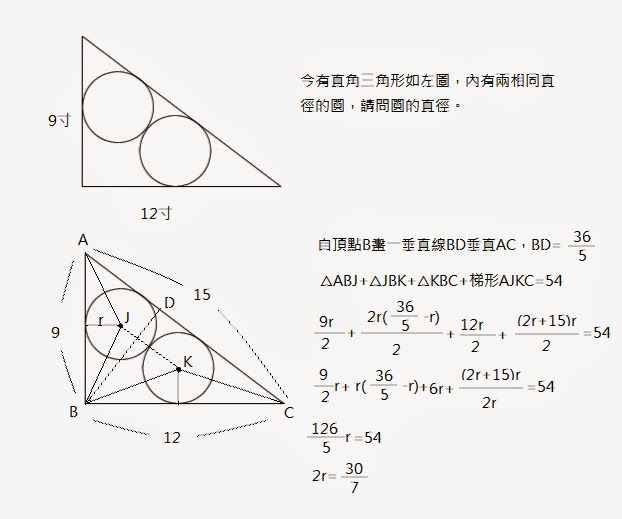 今有直角三角形如左圖，內有兩相同直
徑的圓，請問圓的直徑。
9寸
12寸
自頂點B畫一垂直線BD垂直AC，BD= 36/5
△ABJ+△JBK+△KBC+梯形AJKC=54
9r/2 + 2r(36/5 -r)/2 + 12r/2 + (2r+15)r/2 =54
9/2 r+ r(36/5 -r)+6r+ (2r+15)r/2r =54
126/5 r=54
2r= 30/7
A
15
D
r
J
9
K
B
C
12